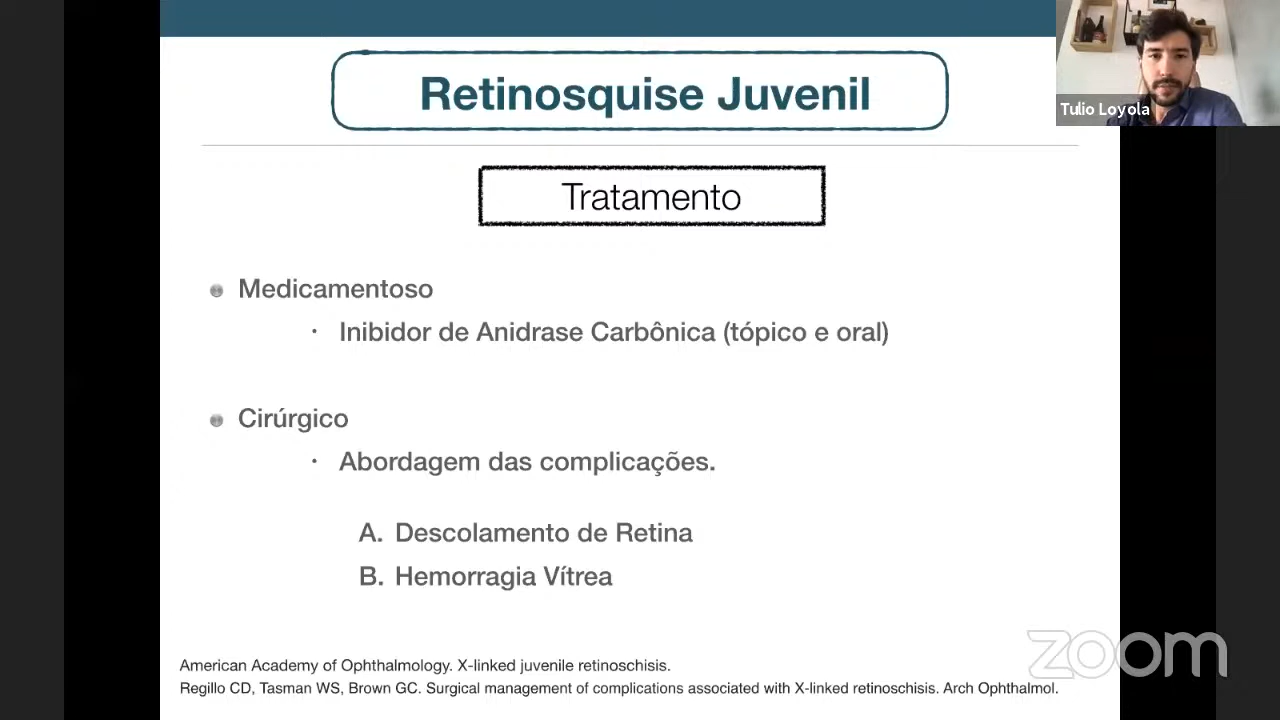 Retinosquise Juvenil
Tulio Loyola
Tratamento
Medicamentoso
· Inibidor de Anidrase Carbônica (tópico e oral)
Cirúrgico
· Abordagem das complicações.
A. Descolamento de Retina
B. Hemorragia Vítrea
zoom
American Academy of Ophthalmology. X-linked juvenile retinoschisis.
Regillo CD, Tasman WS, Brown GC. Surgical management of complications associated with X-linked retinoschisis. Arch Ophthalmol.